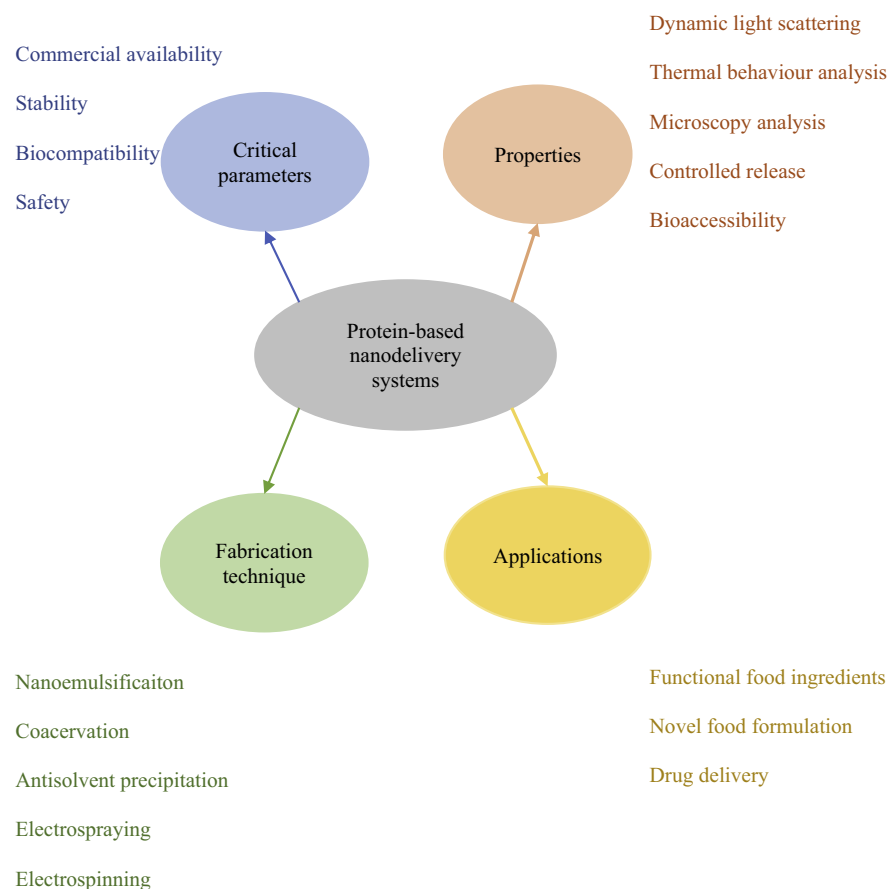 Commercial availability
Stability
Biocompatibility
Safety
Critical
parameters
Dynamic light scattering
Thermal behaviour analysis
Microscopy analysis
Controlled release
Bioaccessibility
Properties
Protein-based
nanodelivery
systems
Fabrication
technique
Applications
Nanoemulsificaiton
Coacervation
Antisolvent precipitation
Electrospraying
Electrospinning
Functional food ingredients
Novel food formulation
Drug delivery